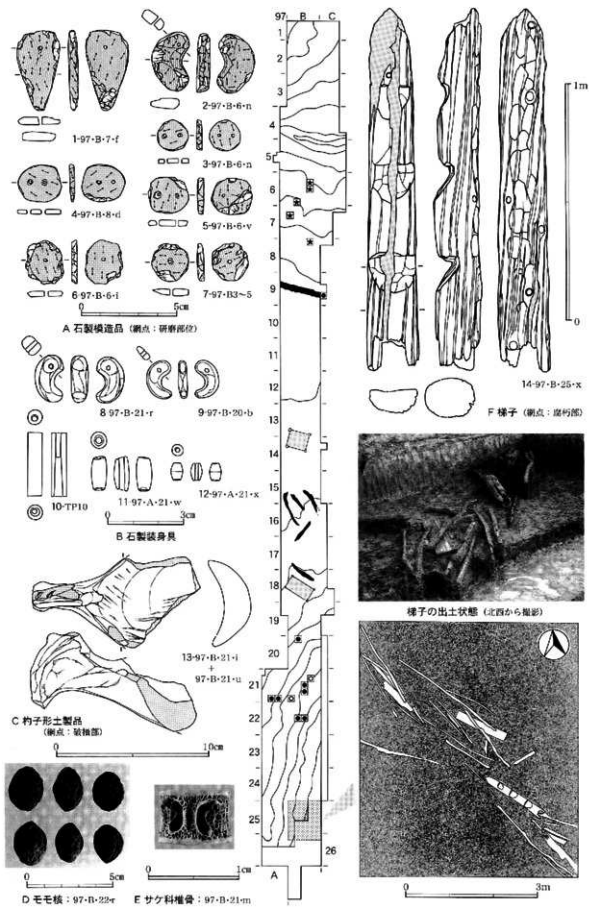 1-97・B・7・f
2-97・B・6・n
3-97・B・6・n
4-97・B・8・d
5-97・B・6・v
6-97・B・6・i
7-97・B3~5
0 5cm
A 石製模造品 (網点：研磨部位)
8 97・B・21・r
9-97・B・20・b
10-TP10
11-97・A・21・w
12-97・A・21・x
0 3cm
B 石製装身具
13-97・B・21・i
+
97・B・21・u
C 杓子形土製品
(網点：破損部)
0 10cm
0 5cm
D モモ核：97・B・22・r
0 1cm
E サケ科椎骨：97・B・21・m
97 B C
1
2
3
4
5
6
7
8
9
10
11
12
13
14
15
16
17
18
19
20
21
22
23
24
25
26
A
1m
0
14-97・B・25・x
F 梯子 (網点：腐朽部)
梯子の出土状態 (北西から撮影)
0 3m